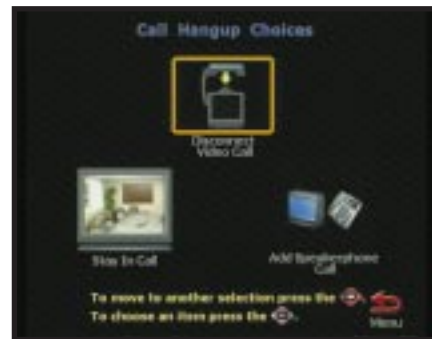 Call Hangup Choices
Disconnect
Video Call
Stay In Call
Add Speakerphone
Call
To move to another selection press the
To choose an item press the
Menu